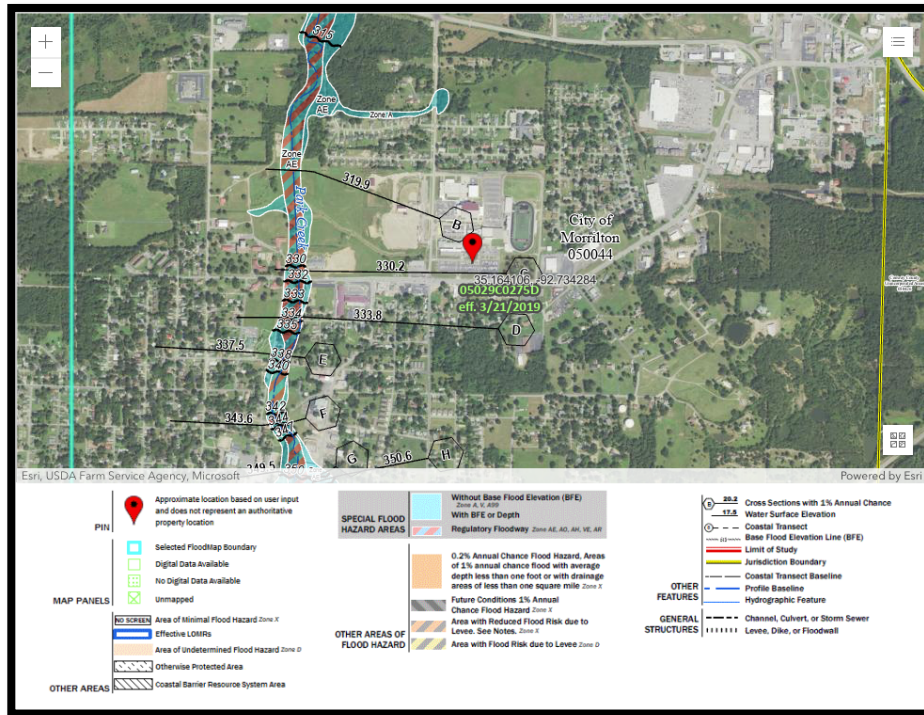 315
Zone
AE
Zone A
Zone
AE
319.9
B
Park Creek
City of
Morrilton
050044
330
330.2
C
332
35.164106, -92.734284
05029C0275D
eff. 3/21/2019
333
334
333.8
D
335
337.5
338
E
340
342
343.6
344
F
347
349.5
G
350.6
H
Esri, USDA Farm Service Agency, Microsoft
Powered by Esri
PIN
Approximate location based on user input
and does not represent an authoritative
property location
MAP PANELS
Selected FloodMap Boundary
Digital Data Available
No Digital Data Available
Unmapped
OTHER AREAS
NO SCREEN Area of Minimal Flood Hazard Zone X
Effective LOMRs
Area of Undetermined Flood Hazard Zone D
Otherwise Protected Area
Coastal Barrier Resource System Area
SPECIAL FLOOD
HAZARD AREAS
Without Base Flood Elevation (BFE)
Zone A, V, A99
With BFE or Depth
Regulatory Floodway Zone AE, AO, AH, VE, AR
OTHER AREAS OF
FLOOD HAZARD
0.2% Annual Chance Flood Hazard, Areas
of 1% annual chance flood with average
depth less than one foot or with drainage
areas of less than one square mile Zone X
Future Conditions 1% Annual
Chance Flood Hazard Zone X
Area with Reduced Flood Risk due to
Levee. See Notes. Zone X
Area with Flood Risk due to Levee Zone D
OTHER
FEATURES
B 20.2 Cross Sections with 1% Annual Chance
17.5 Water Surface Elevation
Coastal Transect
Base Flood Elevation Line (BFE)
Limit of Study
Jurisdiction Boundary
Coastal Transect Baseline
Profile Baseline
Hydrographic Feature
GENERAL
STRUCTURES
Channel, Culvert, or Storm Sewer
Levee, Dike, or Floodwall